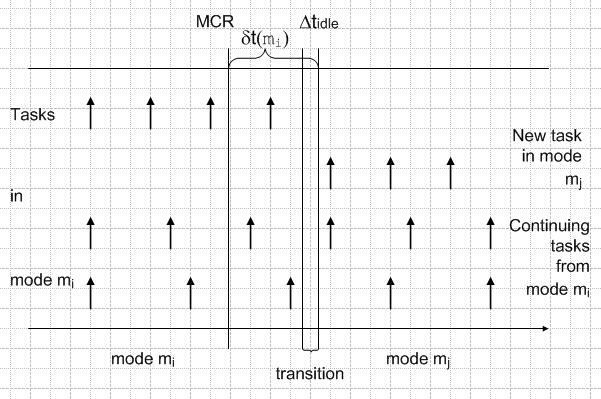 MCR
δt(mᵢ)
Δtidle
Tasks
New task
in mode
mⱼ
in
Continuing
tasks
from
mode mᵢ
mode mᵢ
mode mᵢ
mode mⱼ
transition